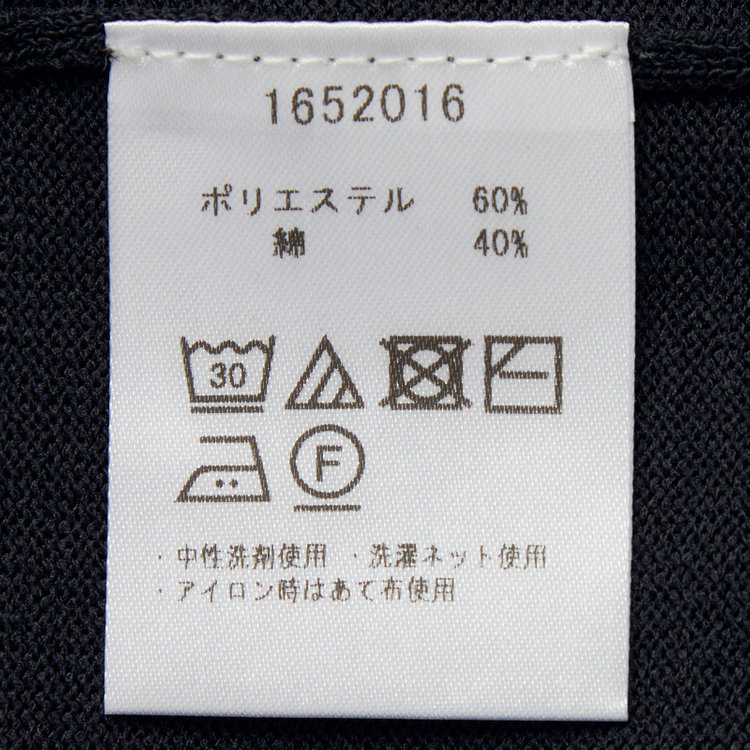 1652016
ポリエステル 60%
綿 40%
30
F
・中性洗剤使用 ・洗濯ネット使用
・アイロン時はあて布使用